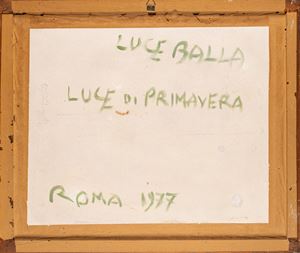 LUCE BALLA
LUCE DI PRIMAVERA
ROMA 1977